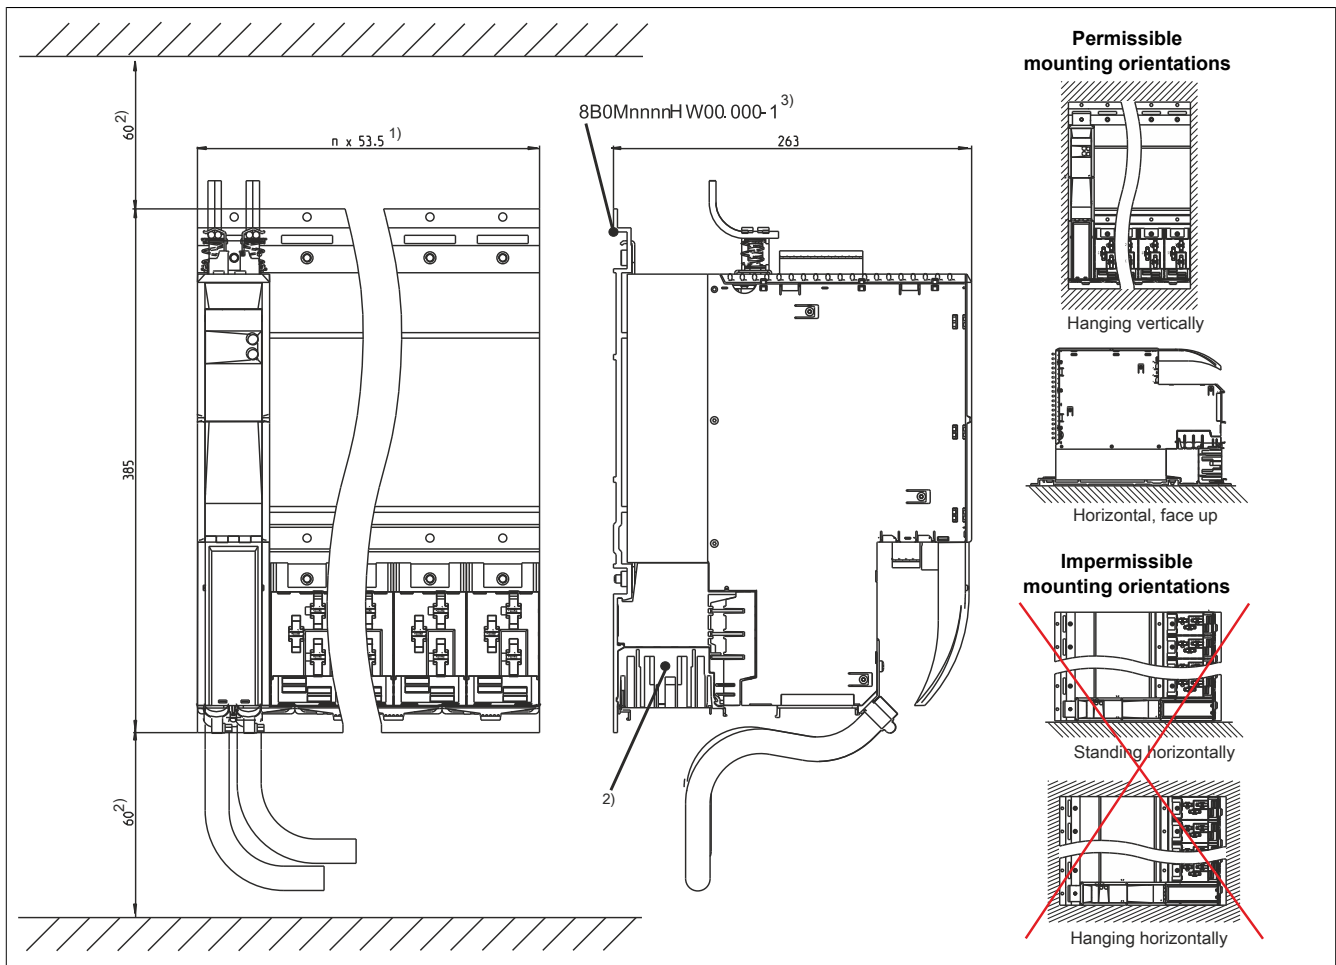 Permissible
mounting orientations
8B0MnnnnHW00.000-1 3)
60 2)
n x 53.5 1)
263
Hanging vertically
385
Horizontal, face up
Impermissible
mounting orientations
Standing horizontally
60 2)
2)
Hanging horizontally